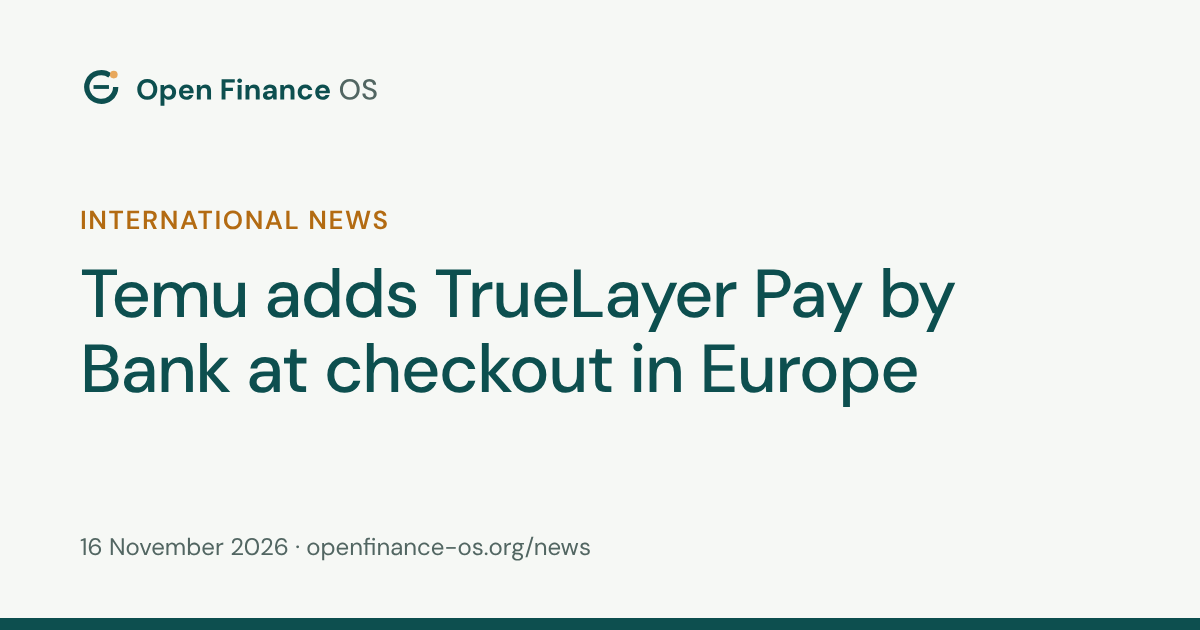 Open Finance OS
INTERNATIONAL NEWS
Temu adds TrueLayer Pay by
Bank at checkout in Europe
16 November 2026 · openfinance-os.org/news